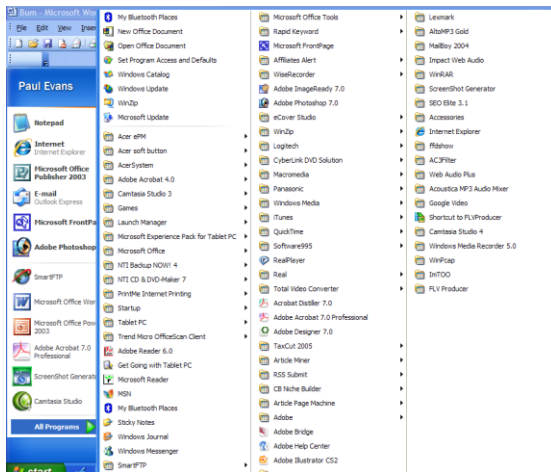 Burn - Microsoft Wor
File Edit View Inser
Paul Evans
Notepad
Internet
Internet Explorer
Microsoft Office
Publisher 2003
E-mail
Outlook Express
Microsoft FrontPa
Adobe Photoshop
SmartFTP
Microsoft Office Wor
Microsoft Office Pow
2003
Adobe Acrobat 7.0
Professional
ScreenShot Generato
Camtasia Studio
All Programs
start
My Bluetooth Places
New Office Document
Open Office Document
Set Program Access and Defaults
Windows Catalog
Windows Update
WinZip
Microsoft Update
Acer ePM
Acer soft button
AcerSystem
Adobe Acrobat 4.0
Camtasia Studio 3
Games
Launch Manager
Microsoft Experience Pack for Tablet PC
Microsoft Office
NTI Backup NOW! 4
NTI CD & DVD-Maker 7
PrintMe Internet Printing
Startup
Tablet PC
Trend Micro OfficeScan Client
Adobe Reader 6.0
Get Going with Tablet PC
Microsoft Reader
MSN
My Bluetooth Places
Sticky Notes
Windows Journal
Windows Messenger
SmartFTP
Microsoft Office Tools
Rapid Keyword
Microsoft FrontPage
Affiliates Alert
WiseRecorder
Adobe ImageReady 7.0
Adobe Photoshop 7.0
eCover Studio
WinZip
Logitech
CyberLink DVD Solution
Macromedia
Panasonic
Windows Media
iTunes
QuickTime
Software995
RealPlayer
Real
Total Video Converter
Acrobat Distiller 7.0
Adobe Acrobat 7.0 Professional
Adobe Designer 7.0
TaxCut 2005
Article Miner
RSS Submit
CB Niche Builder
Article Page Machine
Adobe
Adobe Bridge
Adobe Help Center
Adobe Illustrator CS2
Lexmark
AltoMP3 Gold
MailBoy 2004
Impact Web Audio
WinRAR
ScreenShot Generator
SEO Elite 3.1
Accessories
Internet Explorer
ffdshow
AC3Filter
Web Audio Plus
Acoustica MP3 Audio Mixer
Google Video
Shortcut to FLVProducer
Camtasia Studio 4
Windows Media Recorder 5.0
WinPcap
ImTOO
FLV Producer